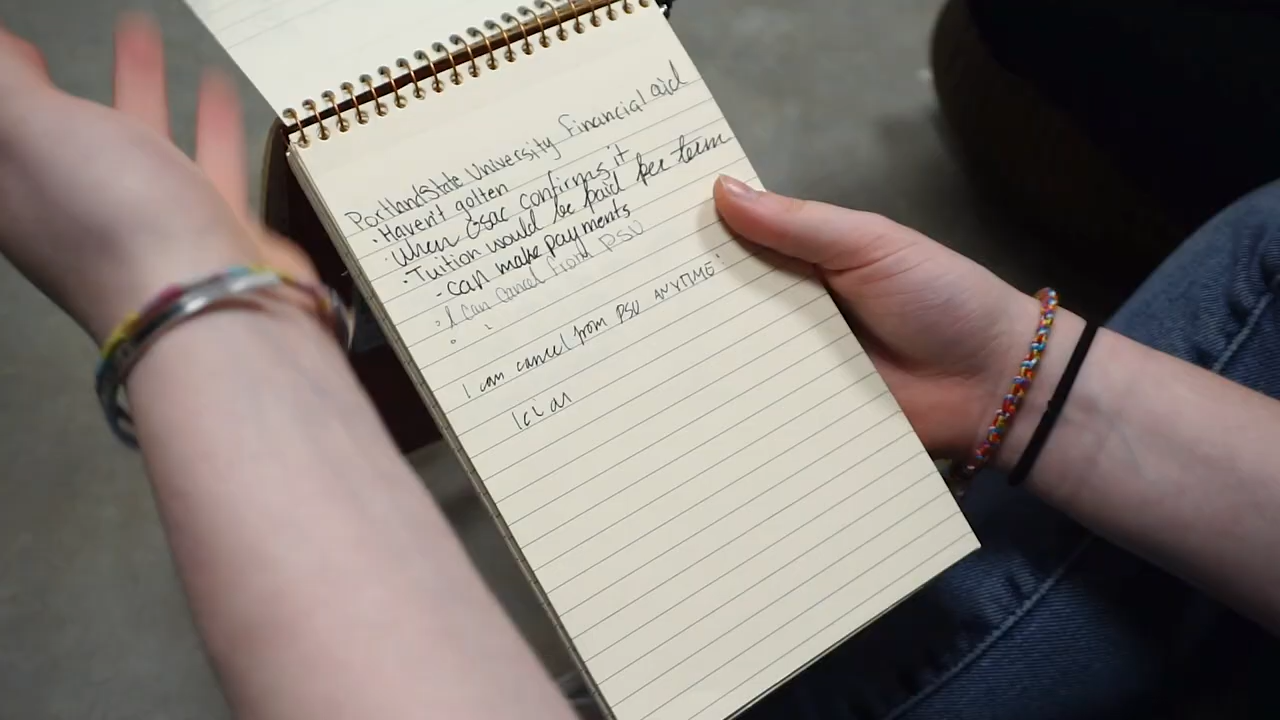 Portland State University financial aid
· Haven't gotten
· When Osac confirms it
· Tuition would be paid per term
- can make payments
· I can cancel from PSU
I can cancel from PSU ANYTIME